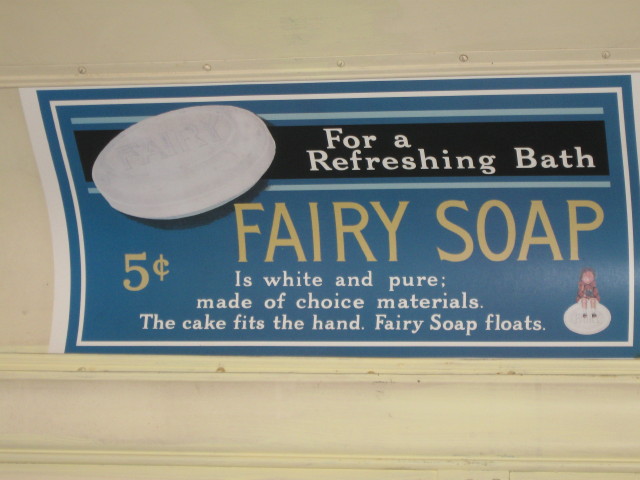 For a
Refreshing Bath
FAIRY SOAP
5¢
Is white and pure;
made of choice materials.
The cake fits the hand. Fairy Soap floats.